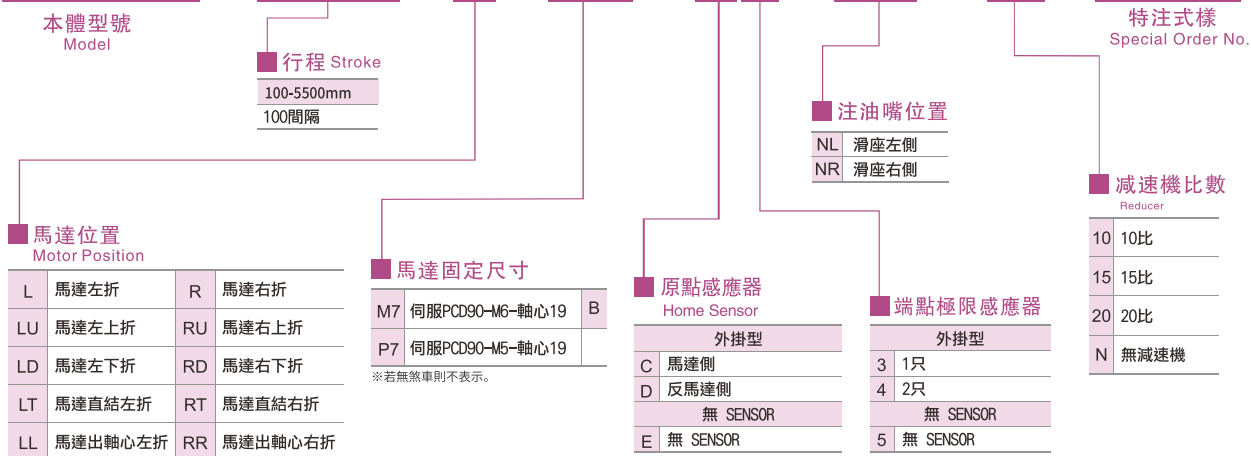 本體型號
Model
特注式樣
Special Order No.
行程 Stroke
100-5500mm
100間隔
注油嘴位置
NL 滑座左側
NR 滑座右側
减速機比數
Reducer
10 10比
15 15比
20 20比
N 無減速機
馬達位置
Motor Position
L 馬達左折 R 馬達右折
LU 馬達左上折 RU 馬達右上折
LD 馬達左下折 RD 馬達右下折
LT 馬達直結左折 RT 馬達直結右折
LL 馬達出軸心左折 RR 馬達出軸心右折
馬達固定尺寸
M7 伺服PCD90-M6-軸心19 B
P7 伺服PCD90-M5-軸心19
※若無煞車則不表示。
原點感應器
Home Sensor
外掛型
C 馬達側
D 反馬達側
無 SENSOR
E 無 SENSOR
端點極限感應器
外掛型
3 1只
4 2只
無 SENSOR
5 無 SENSOR